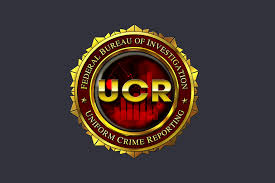 FEDERAL BUREAU OF INVESTIGATION
UCR
UNIFORM CRIME REPORTING